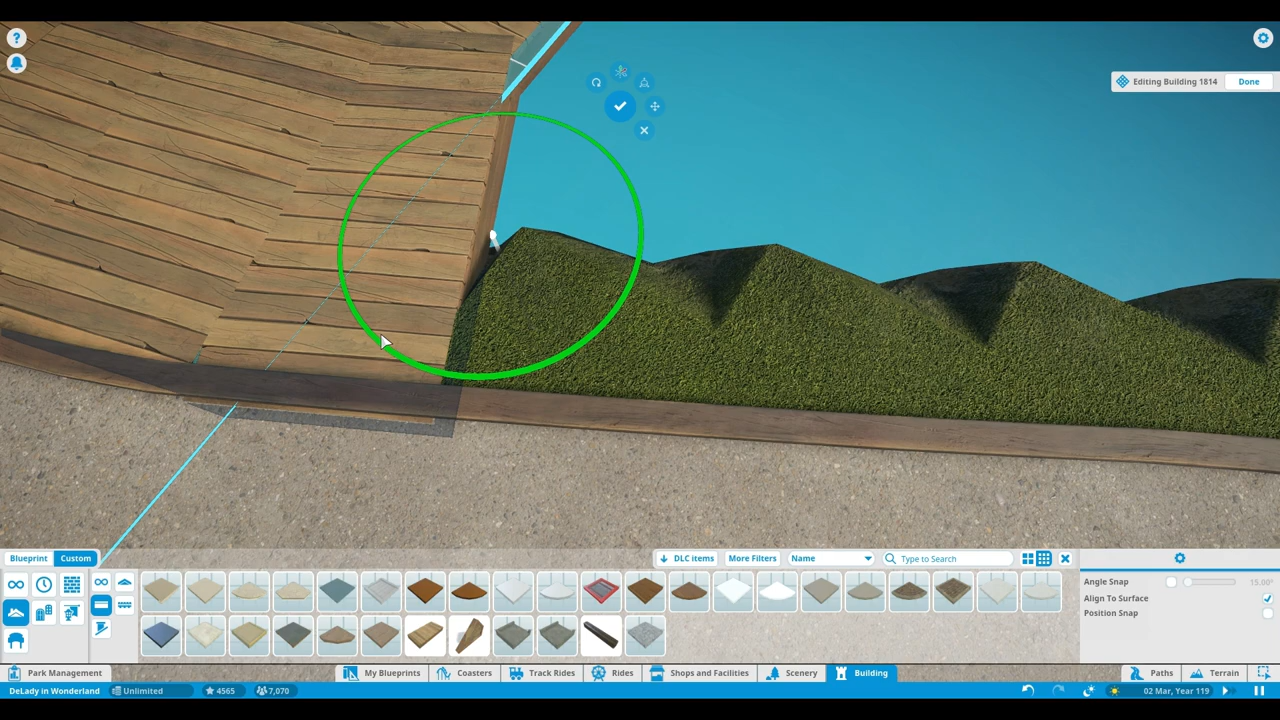 ?
Editing Building 1814 Done
Blueprint Custom
DLC items More Filters Name Type to Search
Angle Snap 15.00°
Align To Surface
Position Snap
Park Management My Blueprints Coasters Track Rides Rides Shops and Facilities Scenery Building Paths Terrain
DeLady in Wonderland Unlimited 4565 7,070 02 Mar, Year 119